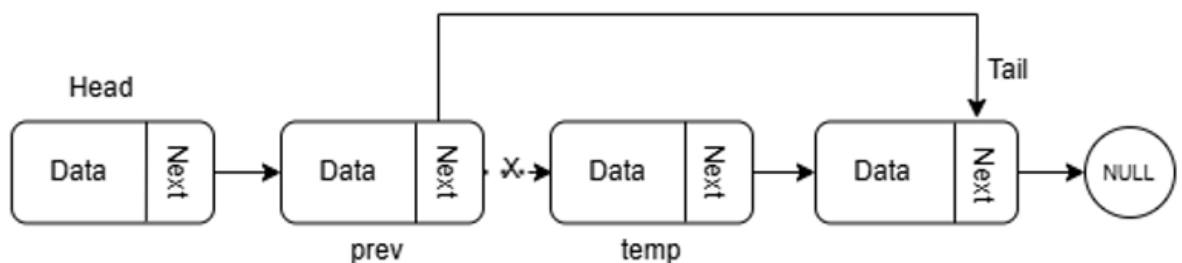 Tail
Head
Data Next Data Next X Data Next Data Next NULL
prev temp